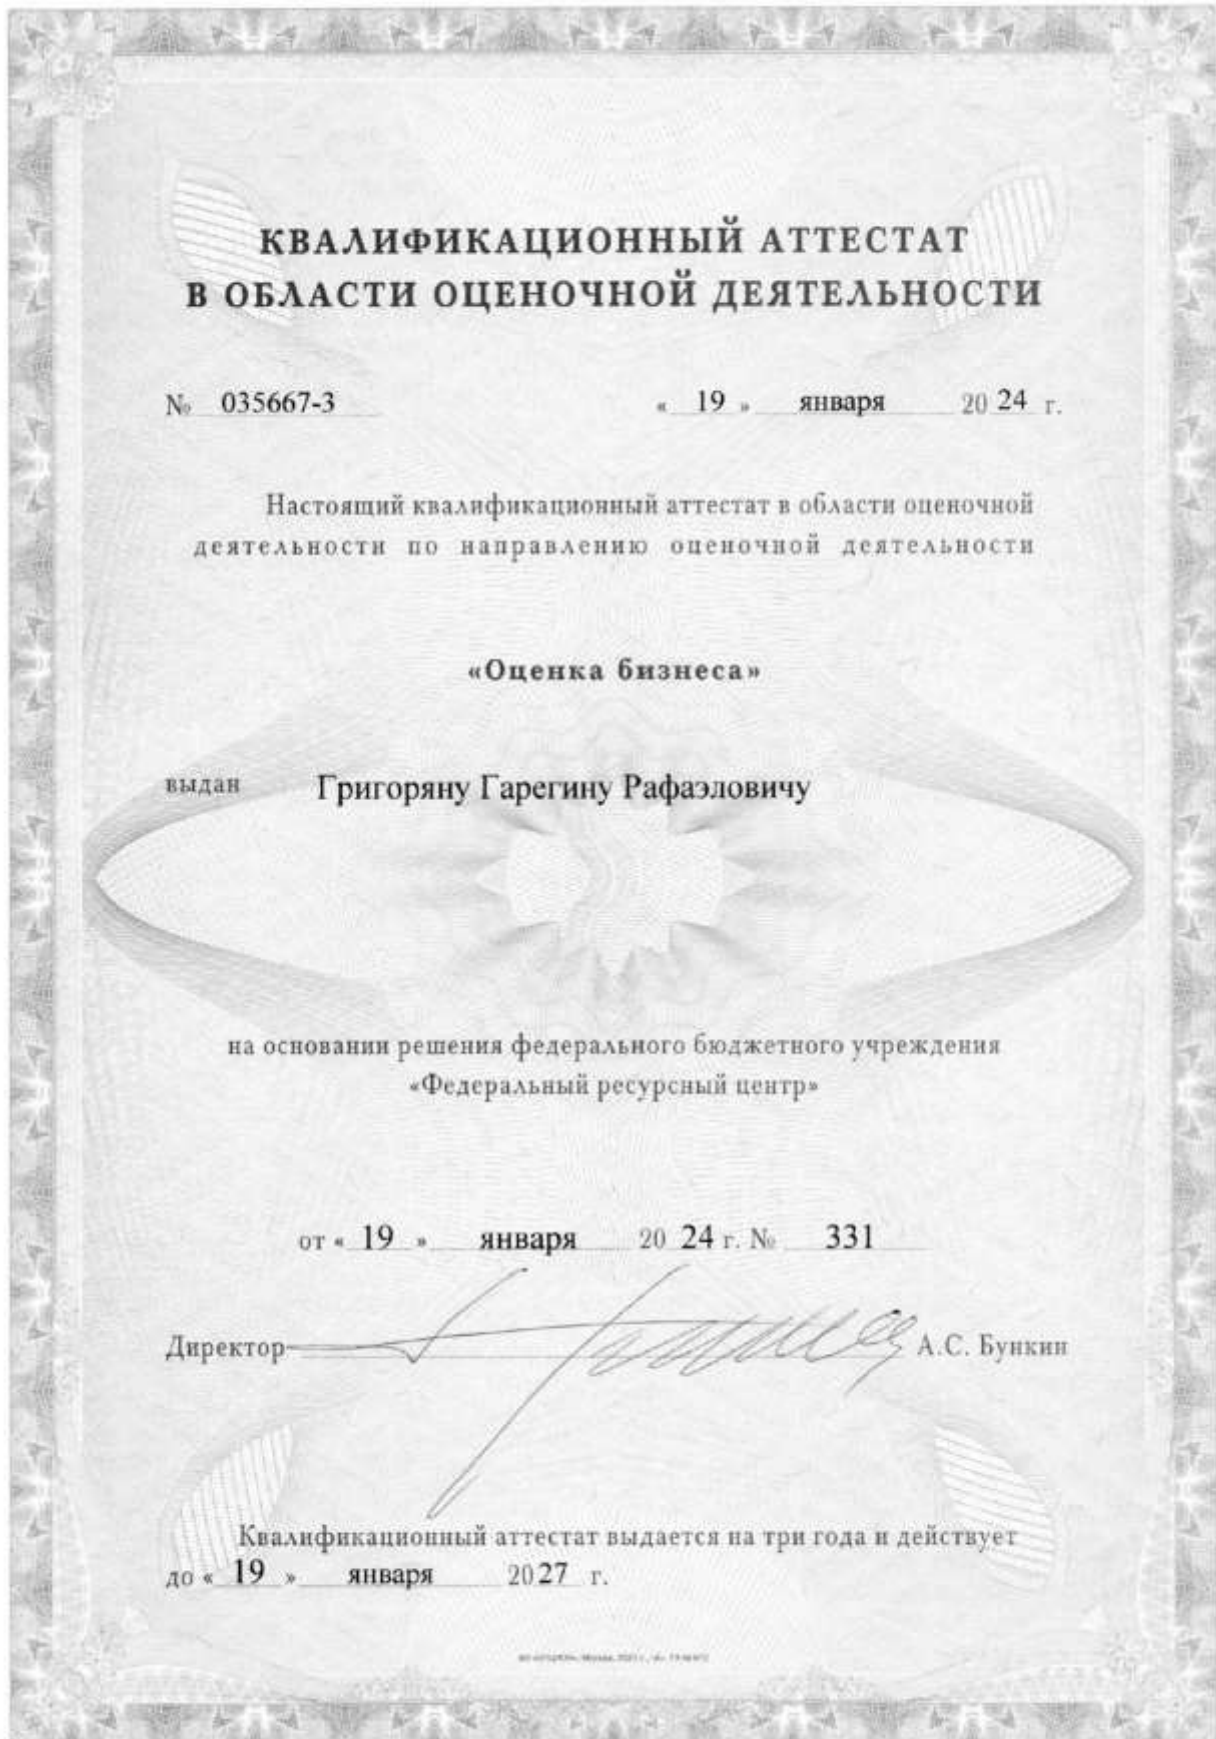 КВАЛИФИКАЦИОННЫЙ АТТЕСТАТ
В ОБЛАСТИ ОЦЕНОЧНОЙ ДЕЯТЕЛЬНОСТИ
№ 035667-3 « 19 » января 20 24 г.
Настоящий квалификационный аттестат в области оценочной
деятельности по направлению оценочной деятельности
«Оценка бизнеса»
выдан Григоряну Гарегину Рафаэловичу
на основании решения федерального бюджетного учреждения
«Федеральный ресурсный центр»
от « 19 » января 20 24 г. № 331
Директор А.С. Бункин
Квалификационный аттестат выдается на три года и действует
до « 19 » января 2027 г.